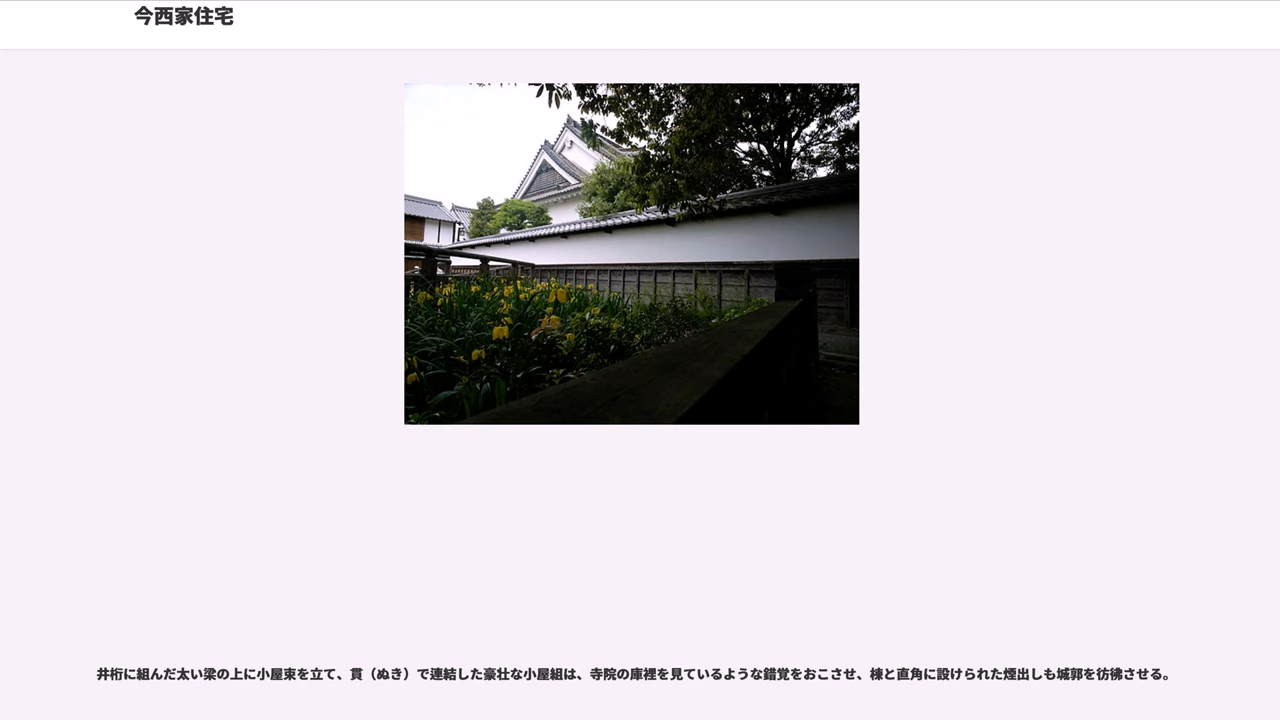 今西家住宅
井桁に組んだ太い梁の上に小屋束を立て、貫（ぬき）で連結した豪壮な小屋組は、寺院の庫裡を見ているような錯覚をおこさせ、棟と直角に設けられた煙出しも城郭を彷彿させる。